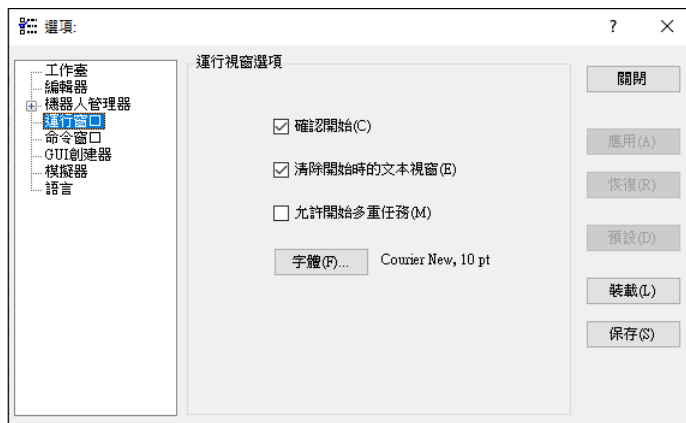 選項:
?
工作臺
編輯器
機器人管理器
運行窗口
命令窗口
GUI創建器
模擬器
語言
運行視窗選項
確認開始(C)
清除開始時的文本視窗(E)
允許開始多重任務(M)
字體(F)... Courier New, 10 pt
關閉
應用(A)
恢復(R)
預設(D)
裝載(L)
保存(S)